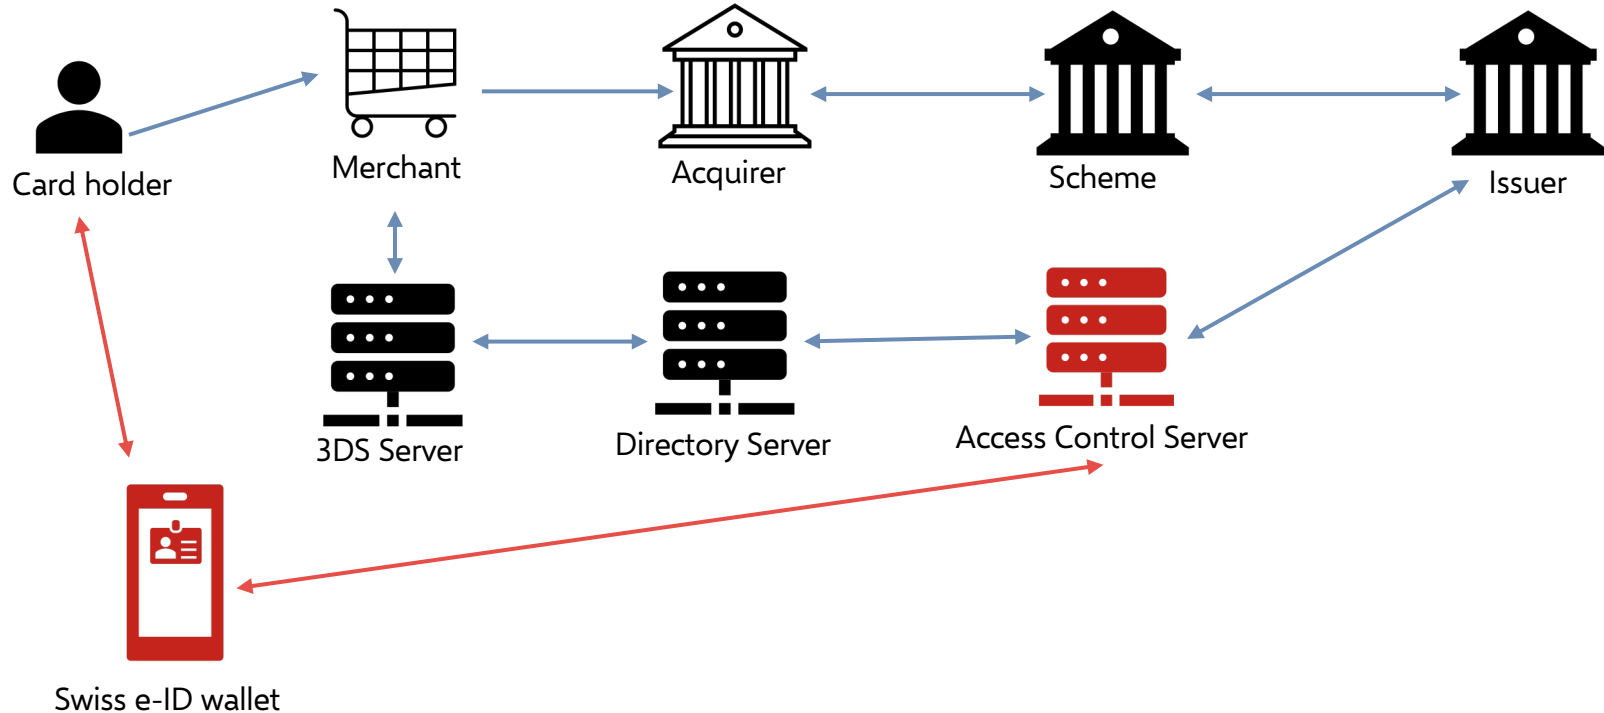 Card holder
Merchant
Acquirer
Scheme
Issuer
3DS Server
Directory Server
Access Control Server
Swiss e-ID wallet